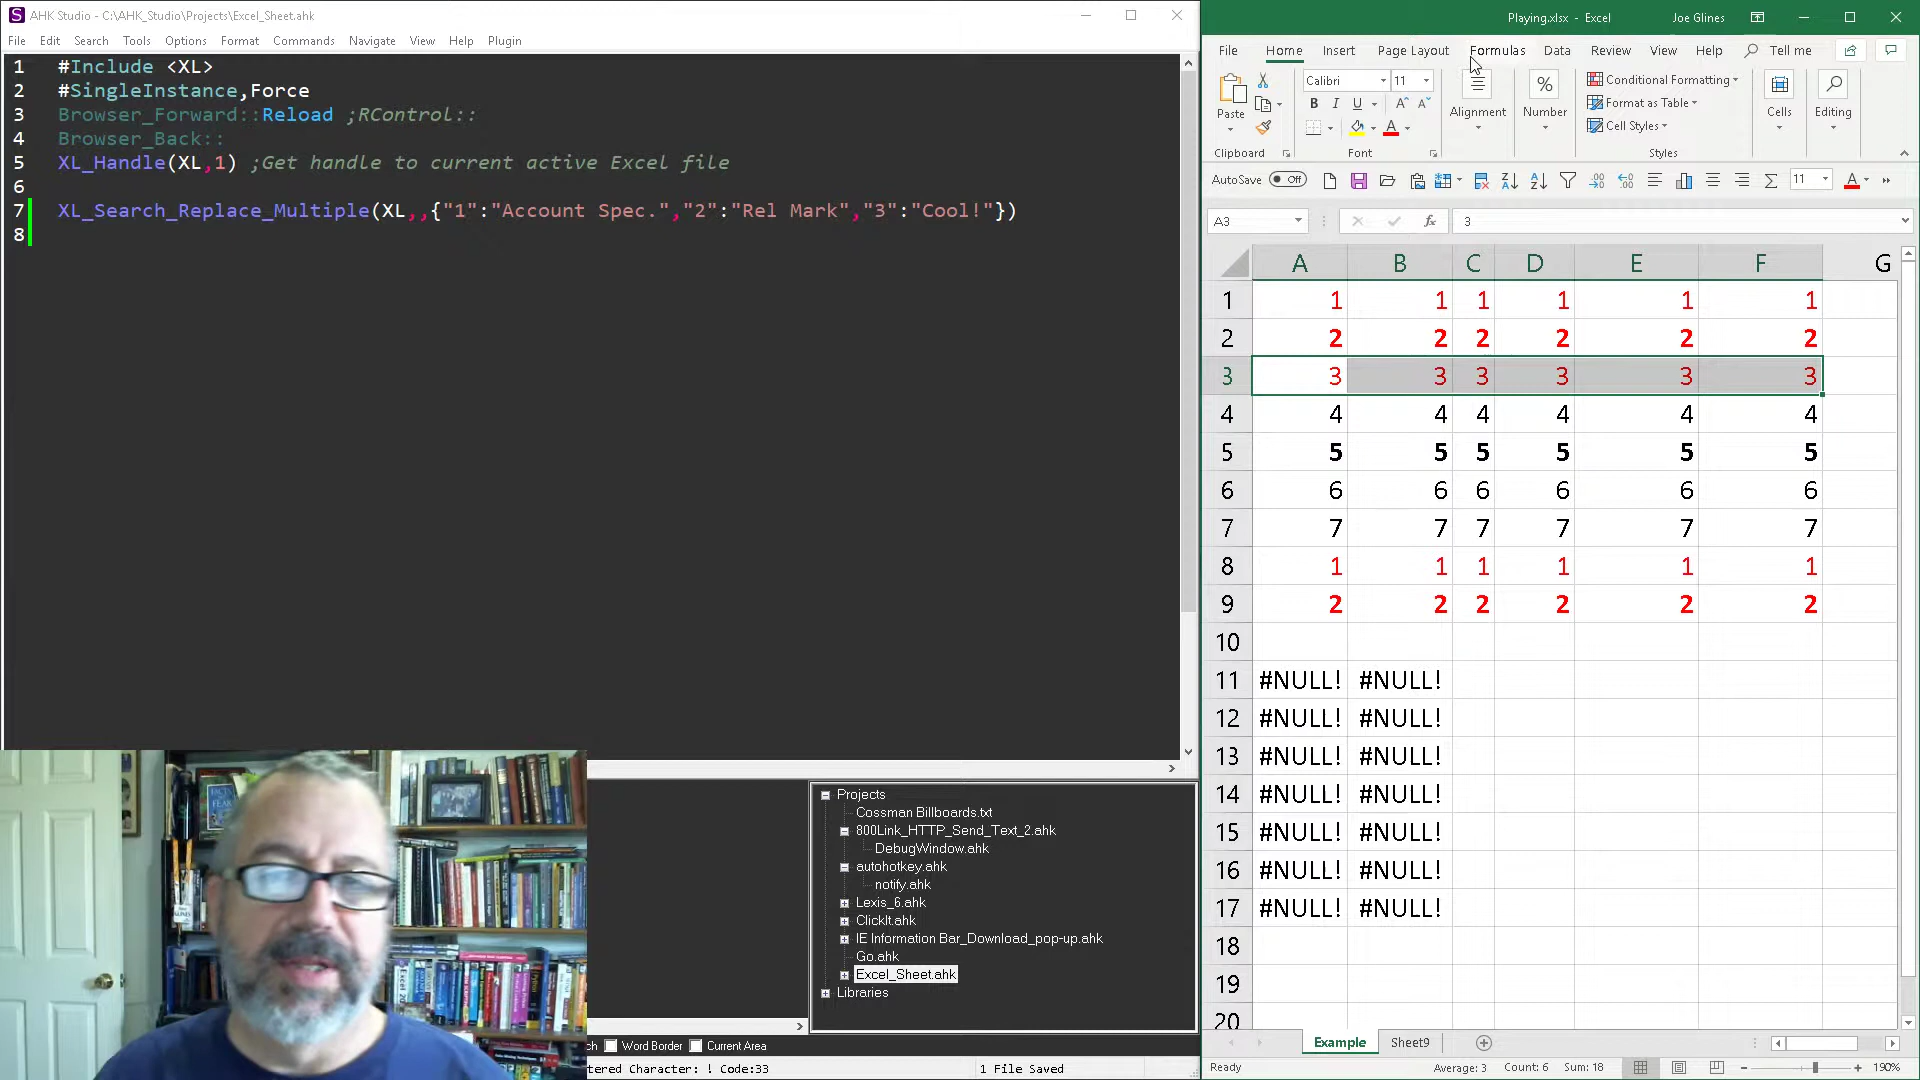 AHK Studio - C:\AHK_Studio\Projects\Excel_Sheet.ahk
File Edit Search Tools Options Format Commands Navigate View Help Plugin
1 #Include <XL>
2 #SingleInstance,Force
3 Browser_Forward::Reload ;RControl::
4 Browser_Back::
5 XL_Handle(XL,1) ;Get handle to current active Excel file
6
7 XL_Search_Replace_Multiple(XL,,{"1":"Account Spec.","2":"Rel Mark","3":"Cool!"})
8
Projects
Cossman Billboards.txt
800Link_HTTP_Send_Text_2.ahk
DebugWindow.ahk
autohotkey.ahk
notify.ahk
Lexis_6.ahk
ClickIt.ahk
IE Information Bar_Download_pop-up.ahk
Go.ahk
Excel_Sheet.ahk
Libraries
Word Border Current Area
tered Character: ! Code:33 1 File Saved
Playing.xlsx - Excel Joe Glines
File Home Insert Page Layout Formulas Data Review View Help Tell me
Paste
Clipboard
Calibri 11
B I U
Font
Alignment
%
Number
Conditional Formatting
Format as Table
Cell Styles
Styles
Cells
Editing
AutoSave Off 11
A3 fx 3
A B C D E F G
1 1 1 1 1 1 1
2 2 2 2 2 2 2
3 3 3 3 3 3 3
4 4 4 4 4 4 4
5 5 5 5 5 5 5
6 6 6 6 6 6 6
7 7 7 7 7 7 7
8 1 1 1 1 1 1
9 2 2 2 2 2 2
10
11 #NULL! #NULL!
12 #NULL! #NULL!
13 #NULL! #NULL!
14 #NULL! #NULL!
15 #NULL! #NULL!
16 #NULL! #NULL!
17 #NULL! #NULL!
18
19
20
Example Sheet9
Ready Average: 3 Count: 6 Sum: 18 190%